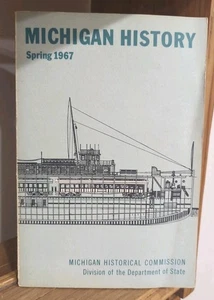 MICHIGAN HISTORY
Spring 1967
MICHIGAN HISTORICAL COMMISSION
Division of the Department of State